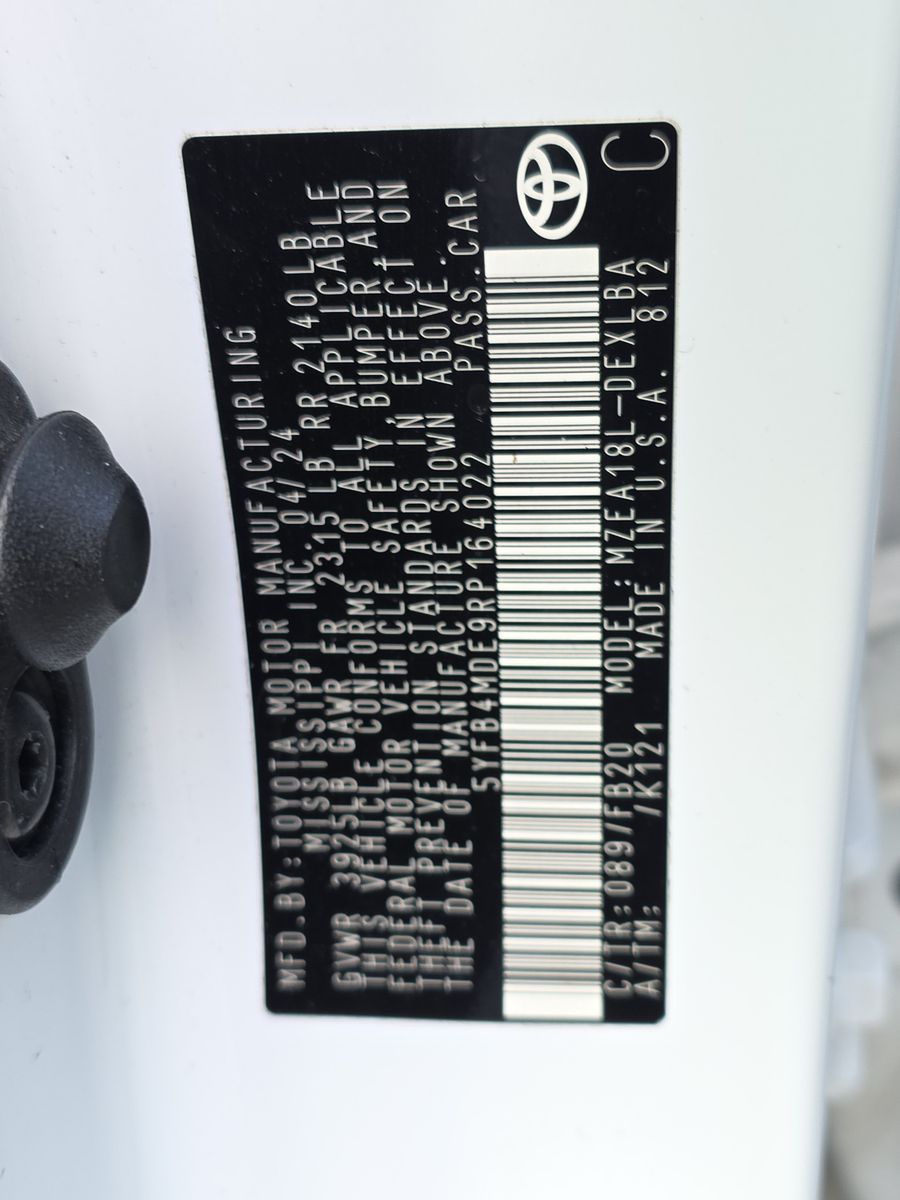 MFD.BY:TOYOTA MOTOR MANUFACTURING
MISSISSIPPI INC. 04/24
GVWR 3925LB GAWR FR 2315 LB RR 2140LB
THIS VEHICLE CONFORMS TO ALL APPLICABLE
FEDERAL MOTOR VEHICLE SAFETY, BUMPER, AND
THEFT PREVENTION STANDARDS IN EFFECT ON
THE DATE OF MANUFACTURE SHOWN ABOVE.
5YFB4MDE9RP164022 PASS.CAR
C/TR:089/FB20 MODEL:MZEA18L-DEXLBA
A/TM: /K121 MADE IN U.S.A. 812
C